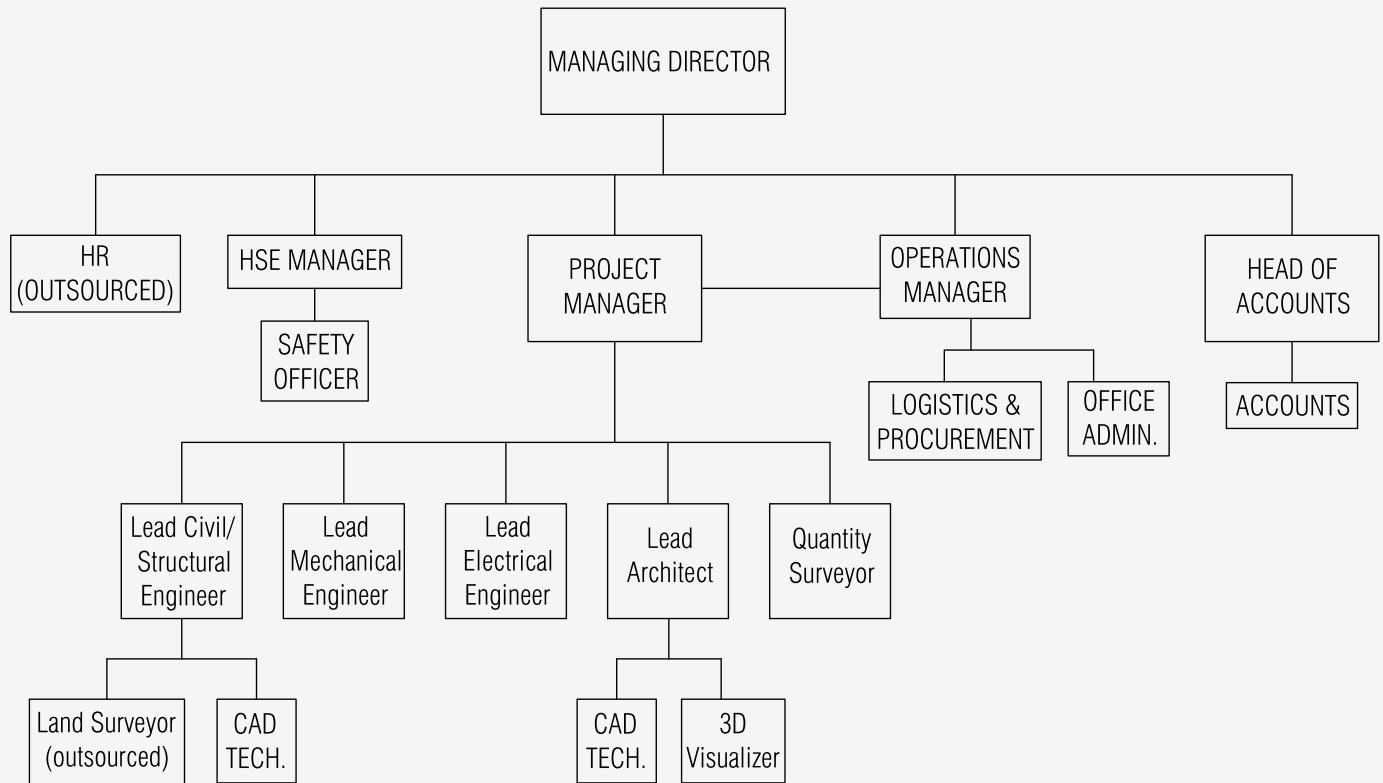 MANAGING DIRECTOR
HR
(OUTSOURCED)
HSE MANAGER
PROJECT
MANAGER
OPERATIONS
MANAGER
HEAD OF
ACCOUNTS
SAFETY
OFFICER
LOGISTICS &
PROCUREMENT
OFFICE
ADMIN.
ACCOUNTS
Lead Civil/
Structural
Engineer
Lead
Mechanical
Engineer
Lead
Electrical
Engineer
Lead
Architect
Quantity
Surveyor
Land Surveyor
(outsourced)
CAD
TECH.
CAD
TECH.
3D
Visualizer